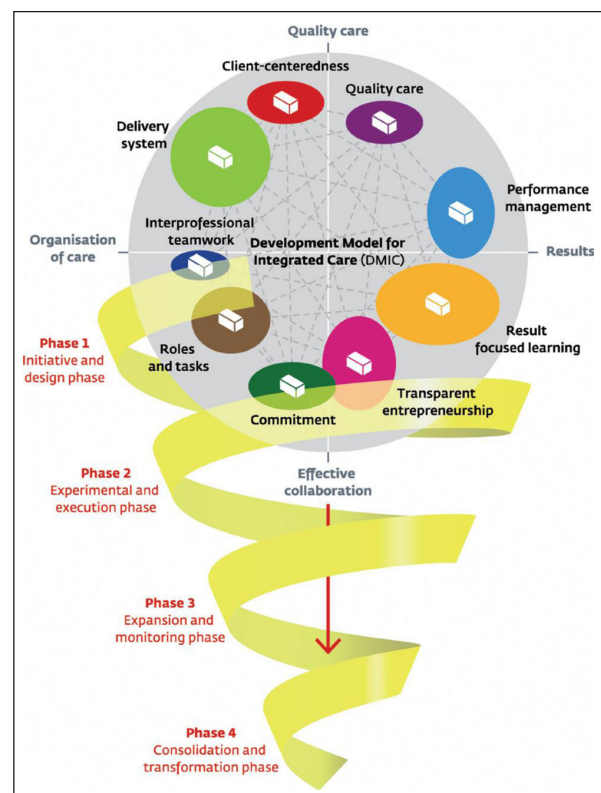 Quality care
Client-centeredness
Quality care
Delivery
system
Performance
management
Interprofessional
teamwork
Organisation
of care
Development Model for
Integrated Care (DMIC)
Results
Phase 1
Initiative and
design phase
Roles
and tasks
Result
focused learning
Commitment
Transparent
entrepreneurship
Effective
collaboration
Phase 2
Experimental and
execution phase
Phase 3
Expansion and
monitoring phase
Phase 4
Consolidation and
transformation phase